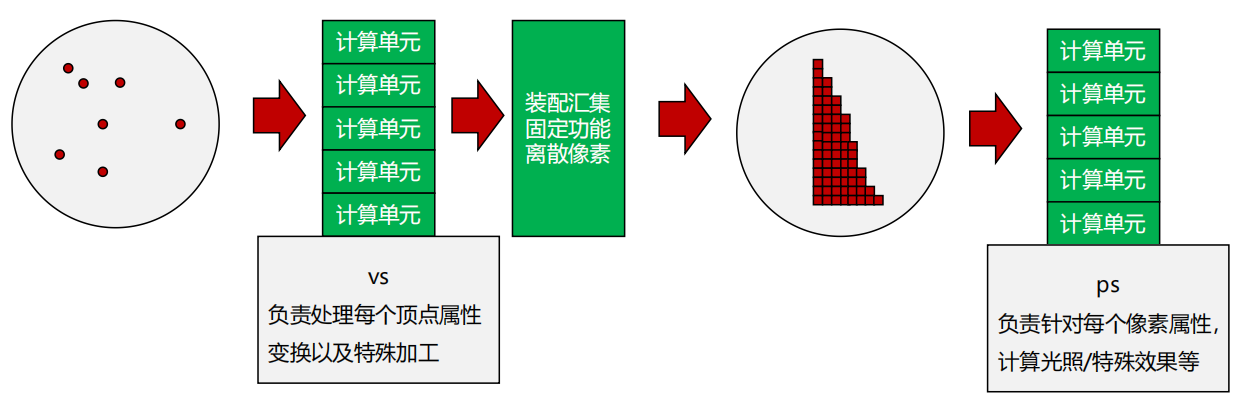 计算单元
计算单元
计算单元
计算单元
计算单元
vs
负责处理每个顶点属性
变换以及特殊加工
装配汇集
固定功能
离散像素
计算单元
计算单元
计算单元
计算单元
计算单元
ps
负责针对每个像素属性，
计算光照/特殊效果等